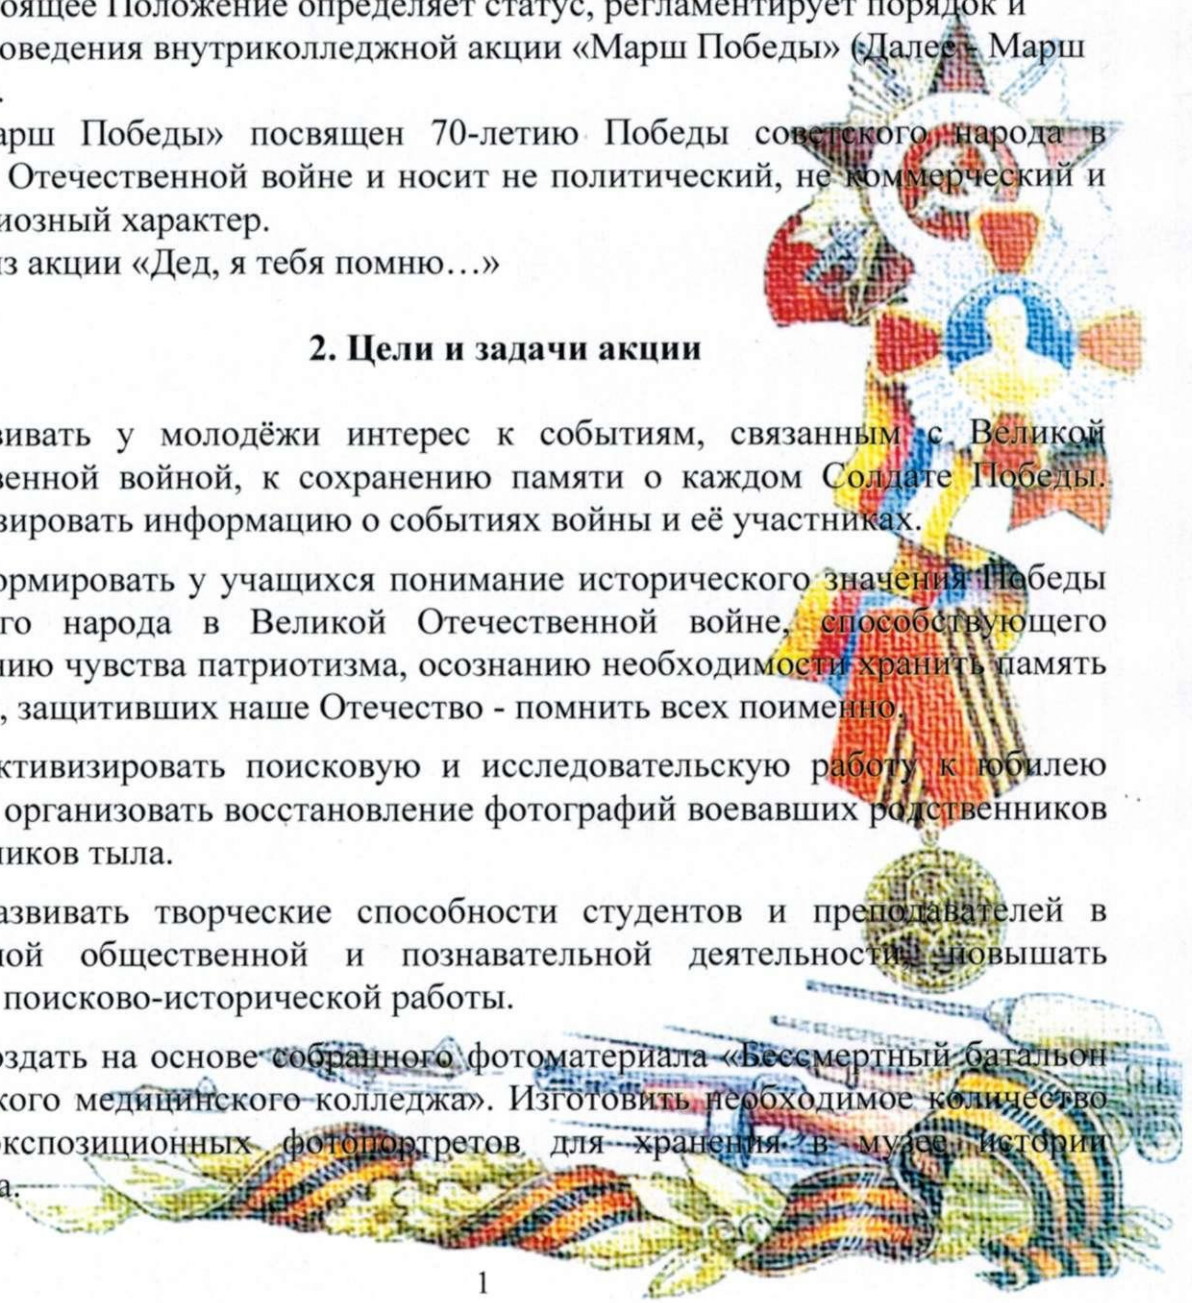 оящее Положение определяет статус, регламентирует порядок и
оведения внутриколледжной акции «Марш Победы» (Далее - Марш
.
арш Победы» посвящен 70-летию Победы советского народа в
Отечественной войне и носит не политический, не коммерческий и
иозный характер.
из акции «Дед, я тебя помню…»
2. Цели и задачи акции
вивать у молодёжи интерес к событиям, связанным с Великой
венной войной, к сохранению памяти о каждом Солдате Победы.
зировать информацию о событиях войны и её участниках.
ормировать у учащихся понимание исторического значения Победы
го народа в Великой Отечественной войне, способствующего
нию чувства патриотизма, осознанию необходимости хранить память
, защитивших наше Отечество - помнить всех поименно.
ктивизировать поисковую и исследовательскую работу к юбилею
организовать восстановление фотографий воевавших родственников
ников тыла.
азвивать творческие способности студентов и преподавателей в
ной общественной и познавательной деятельности, повышать
поисково-исторической работы.
оздать на основе собранного фотоматериала «Бессмертный батальон
кого медицинского колледжа». Изготовить необходимое количество
экспозиционных фотопортретов для хранения в музее истории
а.
1